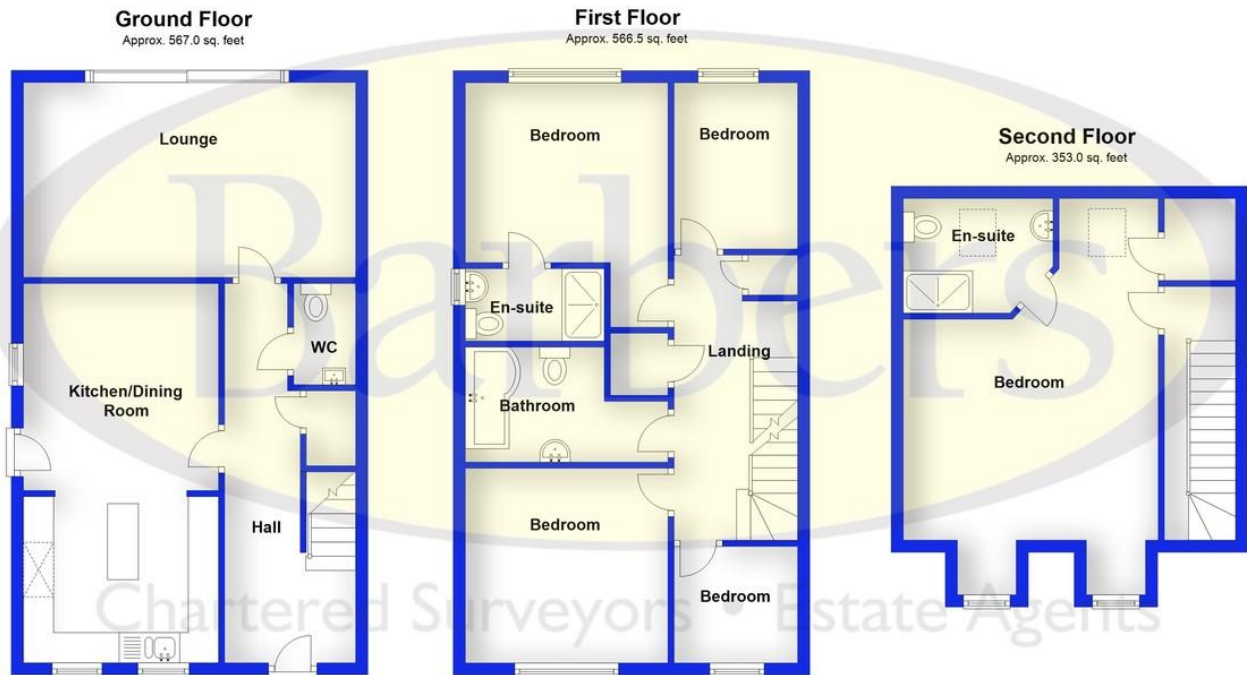 Ground Floor
Approx. 567.0 sq. feet
Lounge
WC
Kitchen/Dining
Room
Hall
First Floor
Approx. 566.5 sq. feet
Bedroom
Bedroom
En-suite
Landing
Bathroom
Bedroom
Bedroom
Second Floor
Approx. 353.0 sq. feet
En-suite
Bedroom
Barbers
Chartered Surveyors • Estate Agents